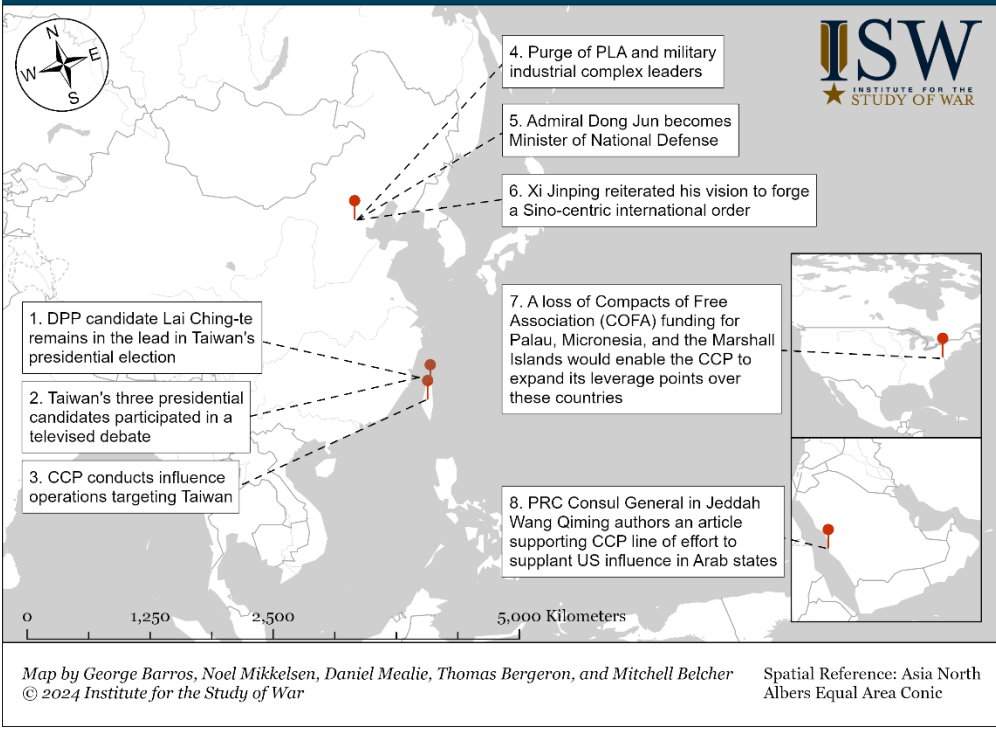 N
E
W
S
ISW
INSTITUTE FOR THE
STUDY OF WAR
4. Purge of PLA and military
industrial complex leaders
5. Admiral Dong Jun becomes
Minister of National Defense
6. Xi Jinping reiterated his vision to forge
a Sino-centric international order
1. DPP candidate Lai Ching-te
remains in the lead in Taiwan's
presidential election
2. Taiwan's three presidential
candidates participated in a
televised debate
3. CCP conducts influence
operations targeting Taiwan
7. A loss of Compacts of Free
Association (COFA) funding for
Palau, Micronesia, and the Marshall
Islands would enable the CCP to
expand its leverage points over
these countries
8. PRC Consul General in Jeddah
Wang Qiming authors an article
supporting CCP line of effort to
supplant US influence in Arab states
0 1,250 2,500 5,000 Kilometers
Map by George Barros, Noel Mikkelsen, Daniel Mealie, Thomas Bergeron, and Mitchell Belcher
© 2024 Institute for the Study of War
Spatial Reference: Asia North
Albers Equal Area Conic